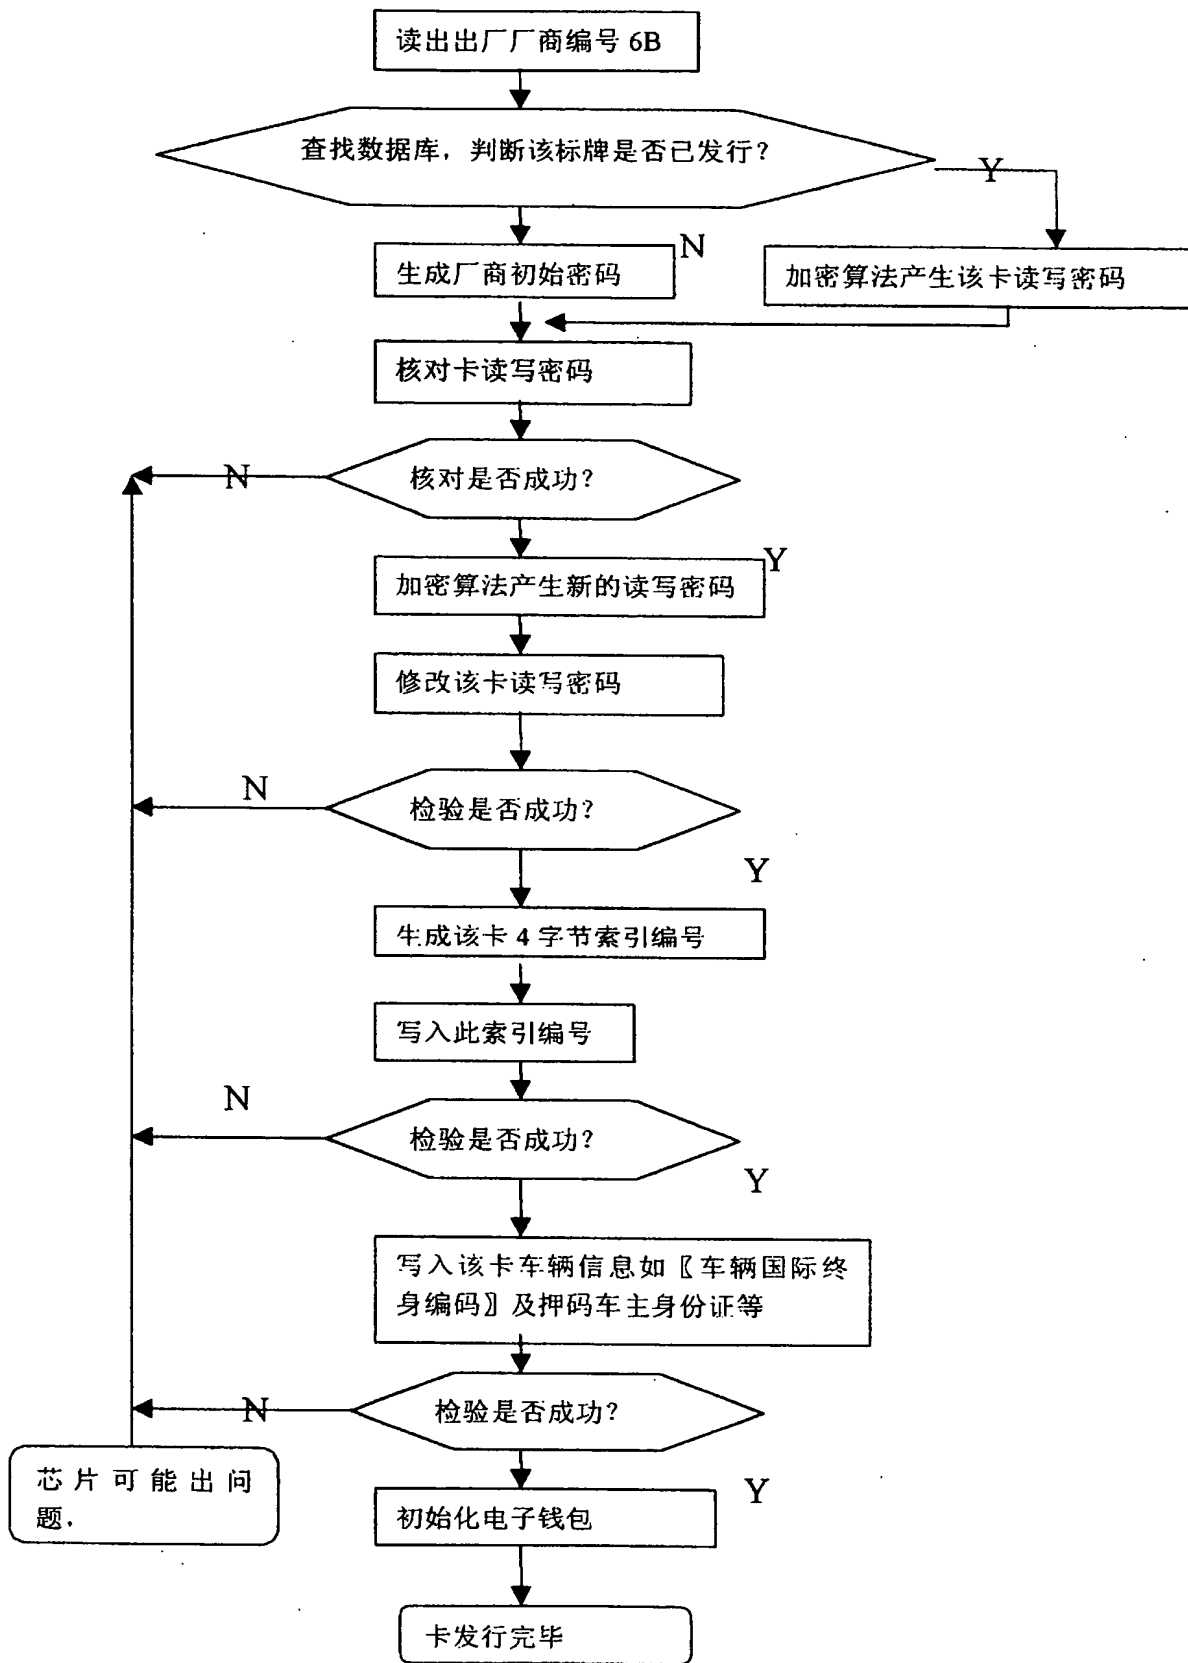 读出出厂厂商编号 6B
查找数据库，判断该标牌是否已发行？
Y
N
生成厂商初始密码
加密算法产生该卡读写密码
核对卡读写密码
N
核对是否成功？
Y
加密算法产生新的读写密码
修改该卡读写密码
N
检验是否成功？
Y
生成该卡 4 字节索引编号
写入此索引编号
N
检验是否成功？
Y
写入该卡车辆信息如〖车辆国际终
身编码〗及押码车主身份证等
N
检验是否成功？
芯片可能出问
题．
Y
初始化电子钱包
卡发行完毕